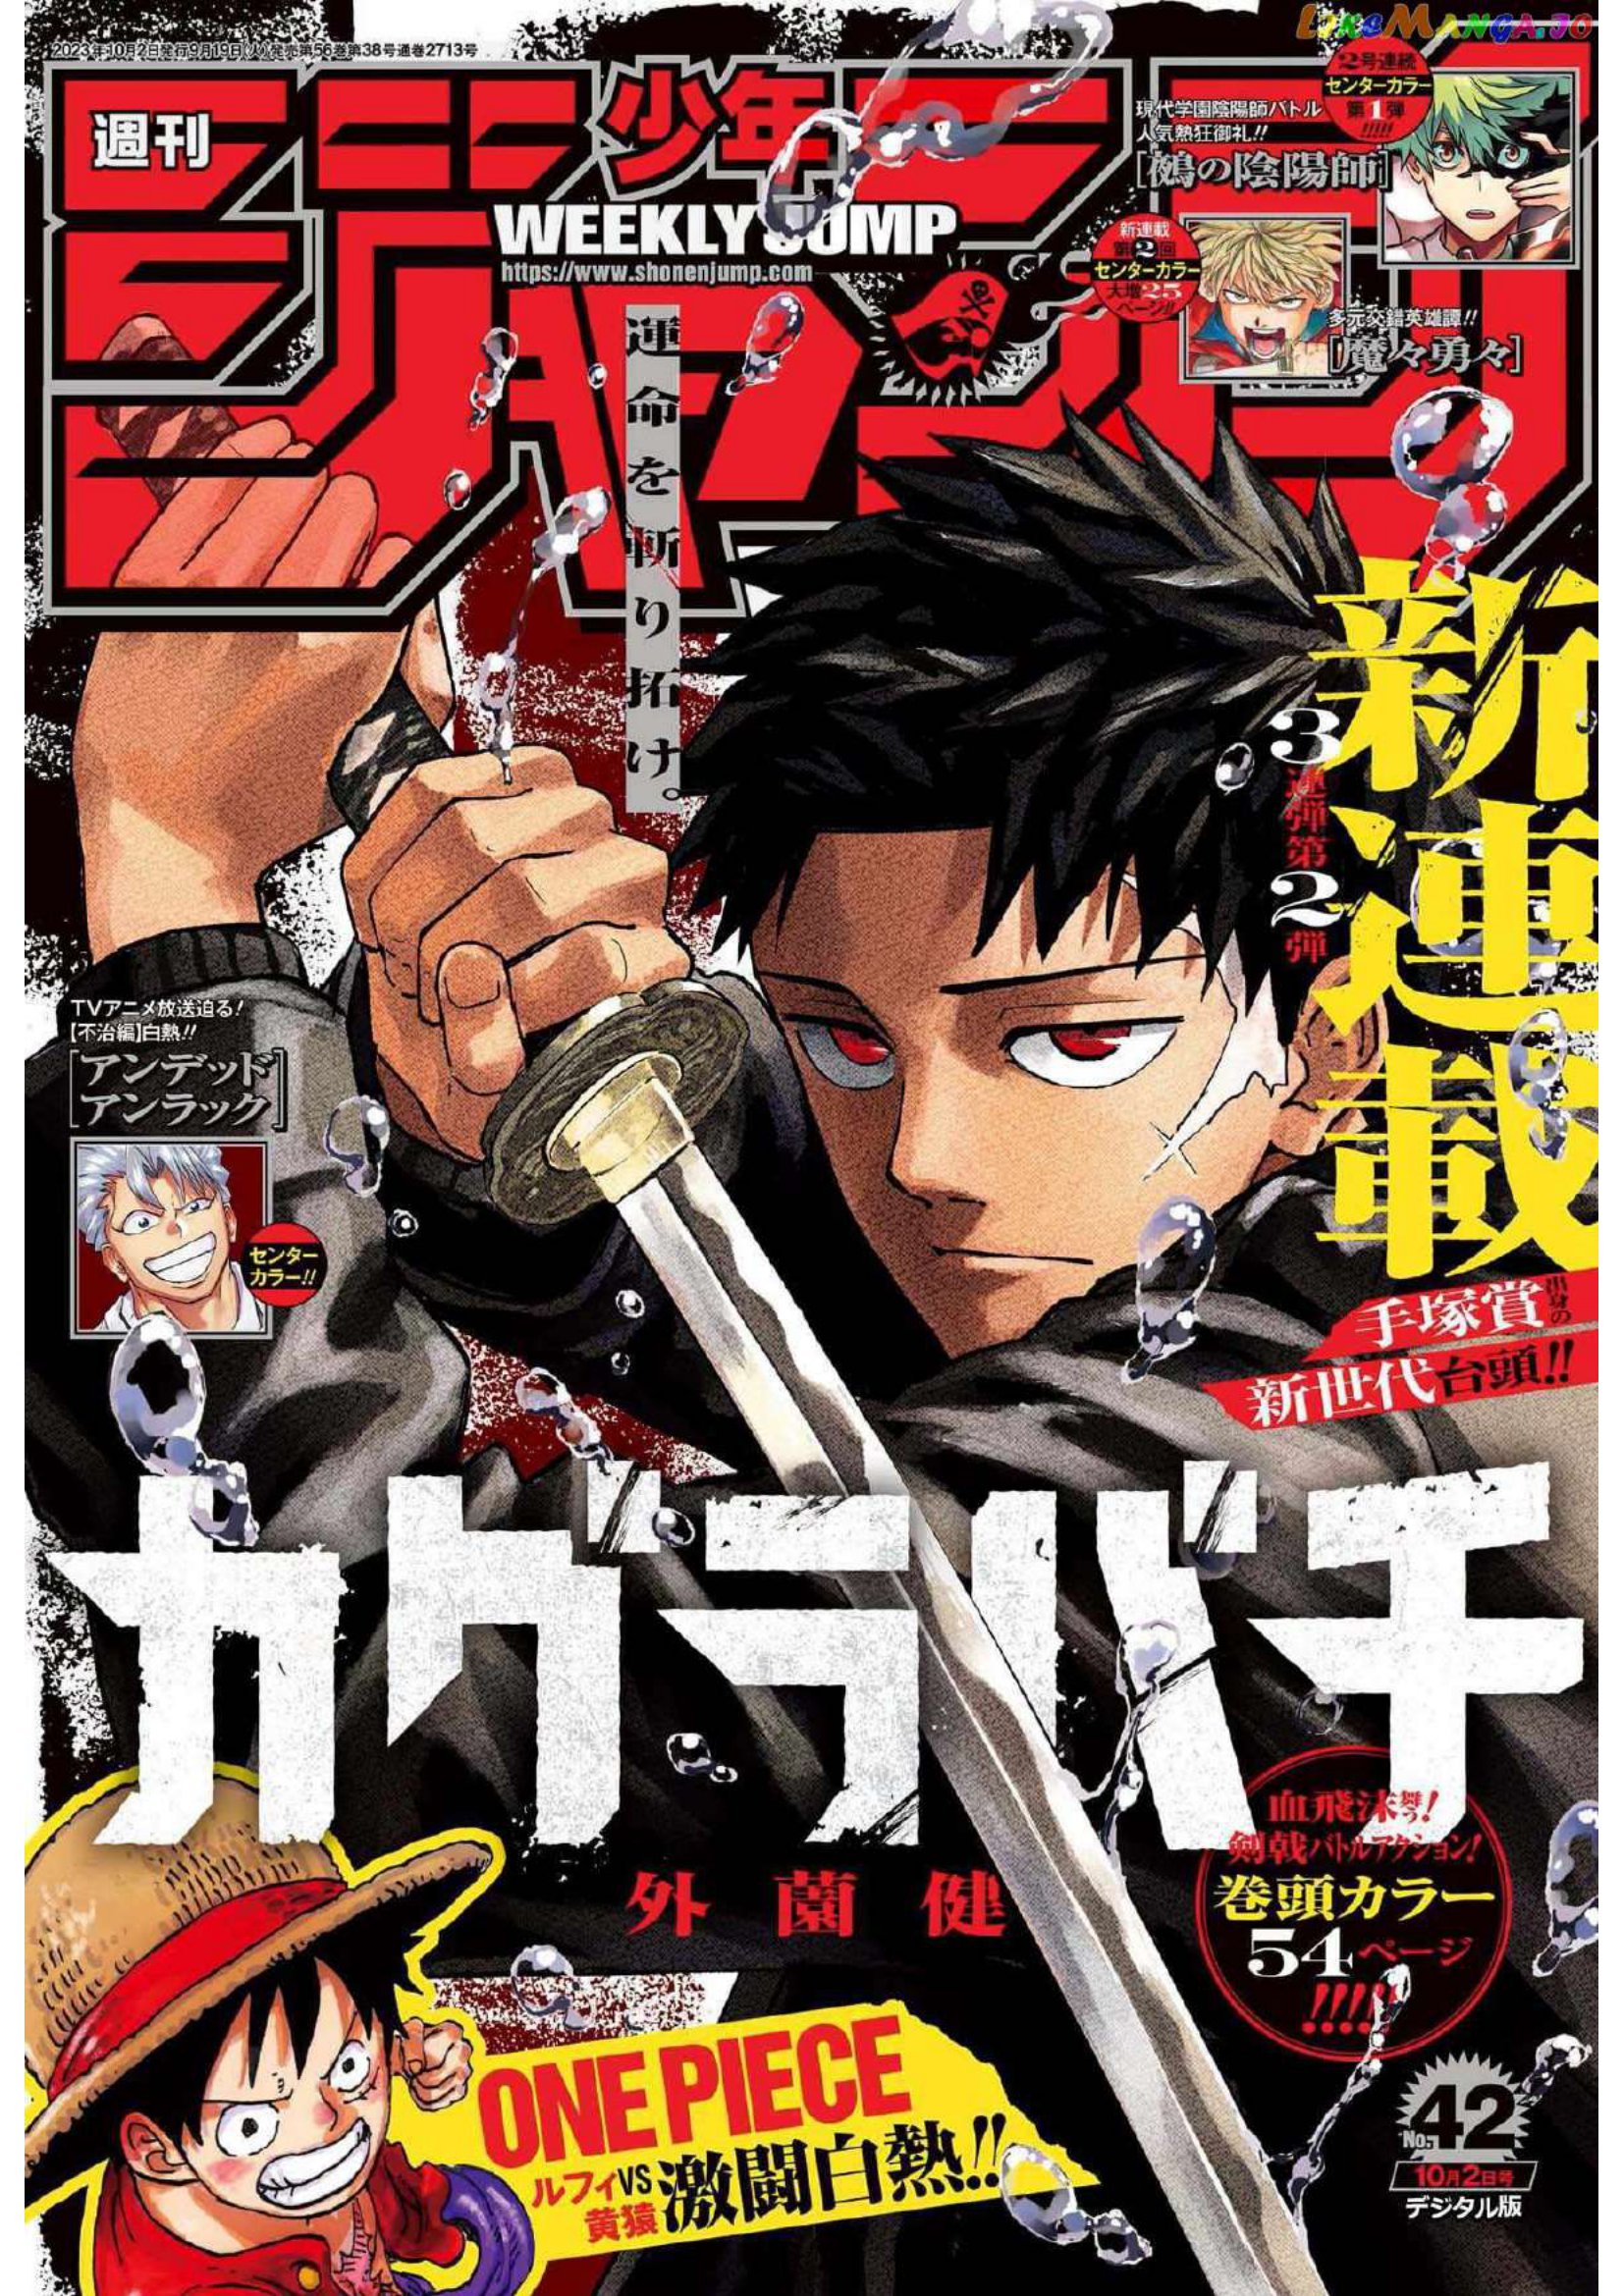 LIKEMANGA.IO
2023年10月2日発行9月19日(火)発売第56巻第38号通巻2713号
週刊
少年
ジャンプ
WEEKLY JUMP
https://www.shonenjump.com
2号連続
センターカラー
第1弾
!!!!!
現代学園陰陽師バトル
人気熱狂御礼!!
[鵺の陰陽師]
新連載
第2回
センターカラー
大増25
ページ!!
多元交錯英雄譚!!
[魔々勇々]
運命を斬り拓け。
新連載
3連弾第2弾
手塚賞出身の
新世代台頭!!
TVアニメ放送迫る!
【不治編】白熱!!
[アンデッド
アンラック]
センター
カラー!!
カグラバチ
外薗健
血飛沫舞う!
剣戟バトルアクション!
巻頭カラー
54ページ
!!!!!
ONE PIECE
ルフィVS
黄猿
激闘白熱!!
No.42
10月2日号
デジタル版